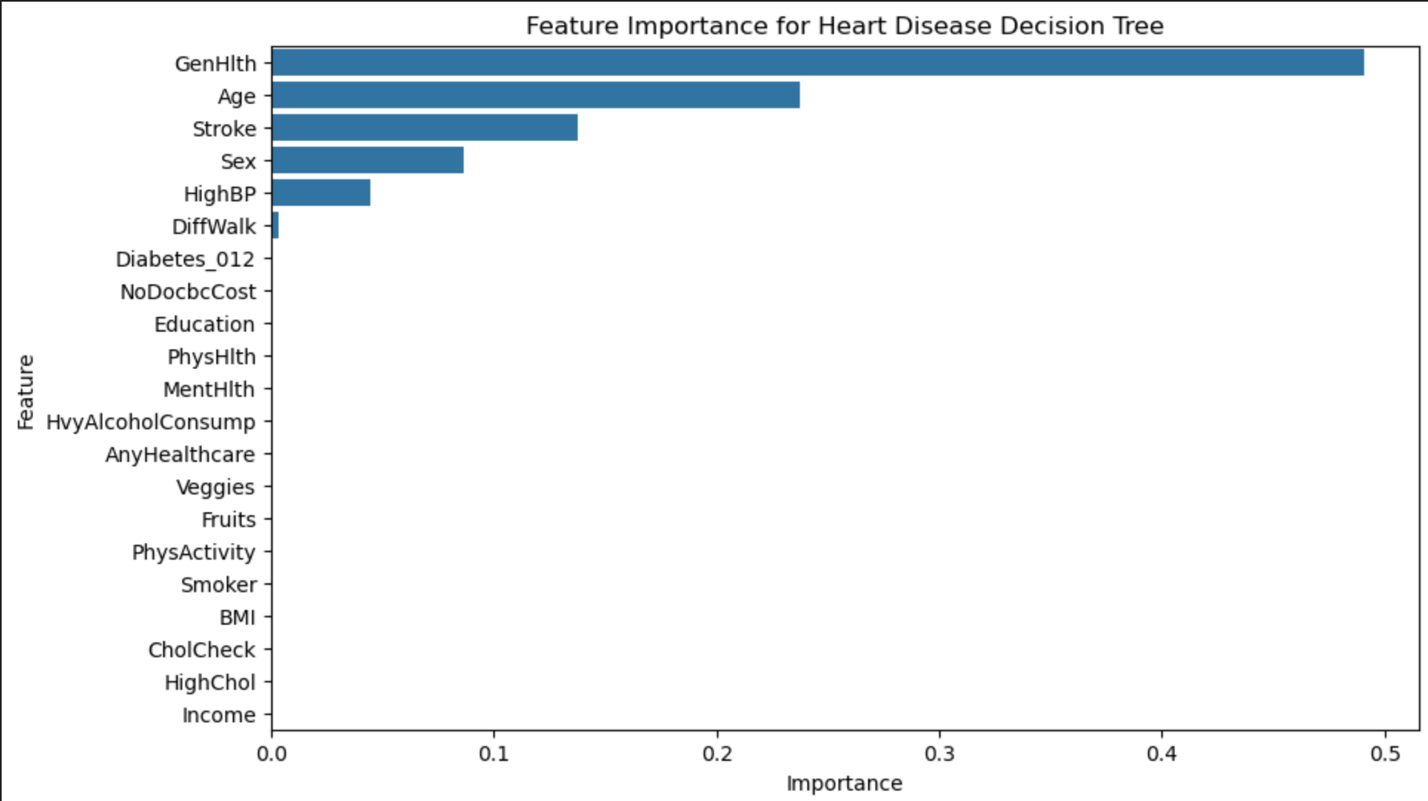 Feature Importance for Heart Disease Decision Tree
GenHlth
Age
Stroke
Sex
HighBP
DiffWalk
Diabetes_012
NoDocbcCost
Education
PhysHlth
MentHlth
HvyAlcoholConsump
AnyHealthcare
Veggies
Fruits
PhysActivity
Smoker
BMI
CholCheck
HighChol
Income
Feature
0.0 0.1 0.2 0.3 0.4 0.5
Importance